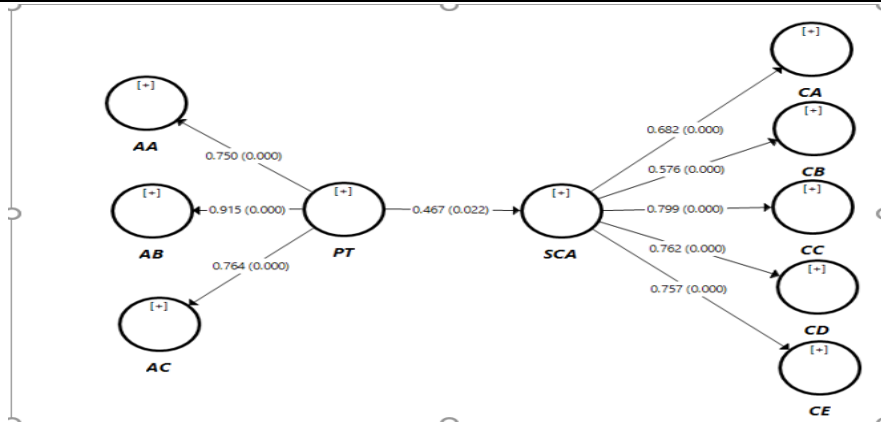 [+]
AA
[+]
AB
[+]
AC
0.750 (0.000)
0.915 (0.000)
0.764 (0.000)
[+]
PT
0.467 (0.022)
[+]
SCA
0.682 (0.000)
0.576 (0.000)
0.799 (0.000)
0.762 (0.000)
0.757 (0.000)
[+]
CA
[+]
CB
[+]
CC
[+]
CD
[+]
CE